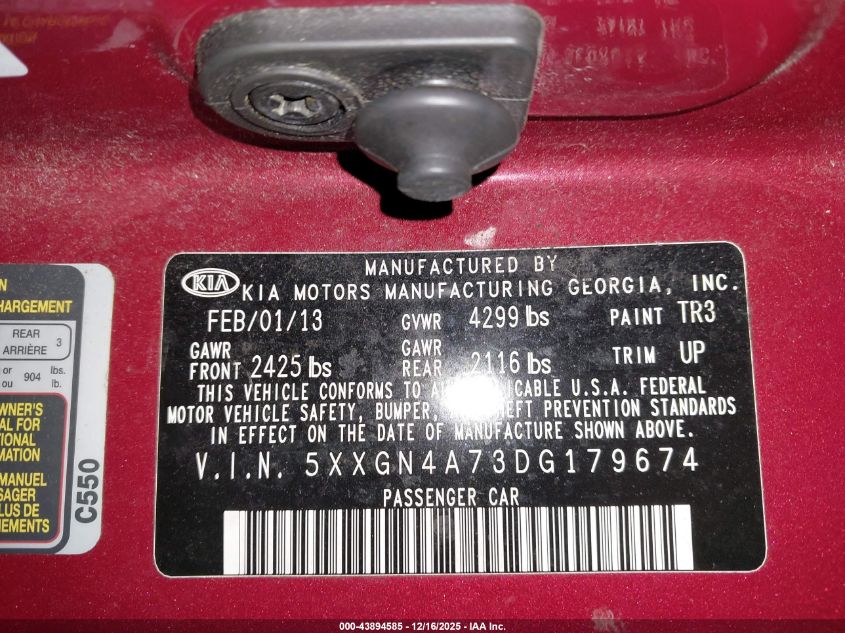 KIA
MANUFACTURED BY
KIA MOTORS MANUFACTURING GEORGIA, INC.
FEB/01/13 GVWR 4299 lbs PAINT TR3
GAWR FRONT 2425 lbs GAWR REAR 2116 lbs TRIM UP
THIS VEHICLE CONFORMS TO U.S.A. FEDERAL
MOTOR VEHICLE SAFETY, BUMPER, PREVENTION STANDARDS
IN EFFECT ON THE DATE OF MANUFACTURE SHOWN ABOVE.
V.I.N. 5XXGN4A73DG179674
PASSENGER CAR
HARGEMENT
REAR
ARRIÈRE 3
or
ou 904 lbs.
lb.
OWNER'S
AL FOR
MATION
MANUEL
SAGER
LUS DE
EMENTS
C550
000-43894585 - 12/16/2025 - IAA Inc.